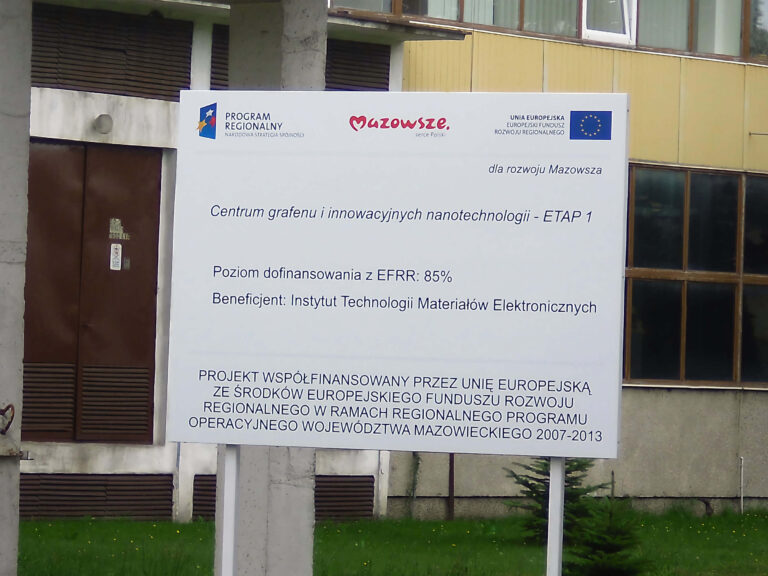 PROGRAM
REGIONALNY
NARODOWA STRATEGIA SPÓJNOŚCI
mazowsze.
serce Polski
UNIA EUROPEJSKA
EUROPEJSKI FUNDUSZ
ROZWOJU REGIONALNEGO
dla rozwoju Mazowsza
Centrum grafenu i innowacyjnych nanotechnologii - ETAP 1
Poziom dofinansowania z EFRR: 85%
Beneficjent: Instytut Technologii Materiałów Elektronicznych
PROJEKT WSPÓŁFINANSOWANY PRZEZ UNIĘ EUROPEJSKĄ
ZE ŚRODKÓW EUROPEJSKIEGO FUNDUSZU ROZWOJU
REGIONALNEGO W RAMACH REGIONALNEGO PROGRAMU
OPERACYJNEGO WOJEWÓDZTWA MAZOWIECKIEGO 2007-2013